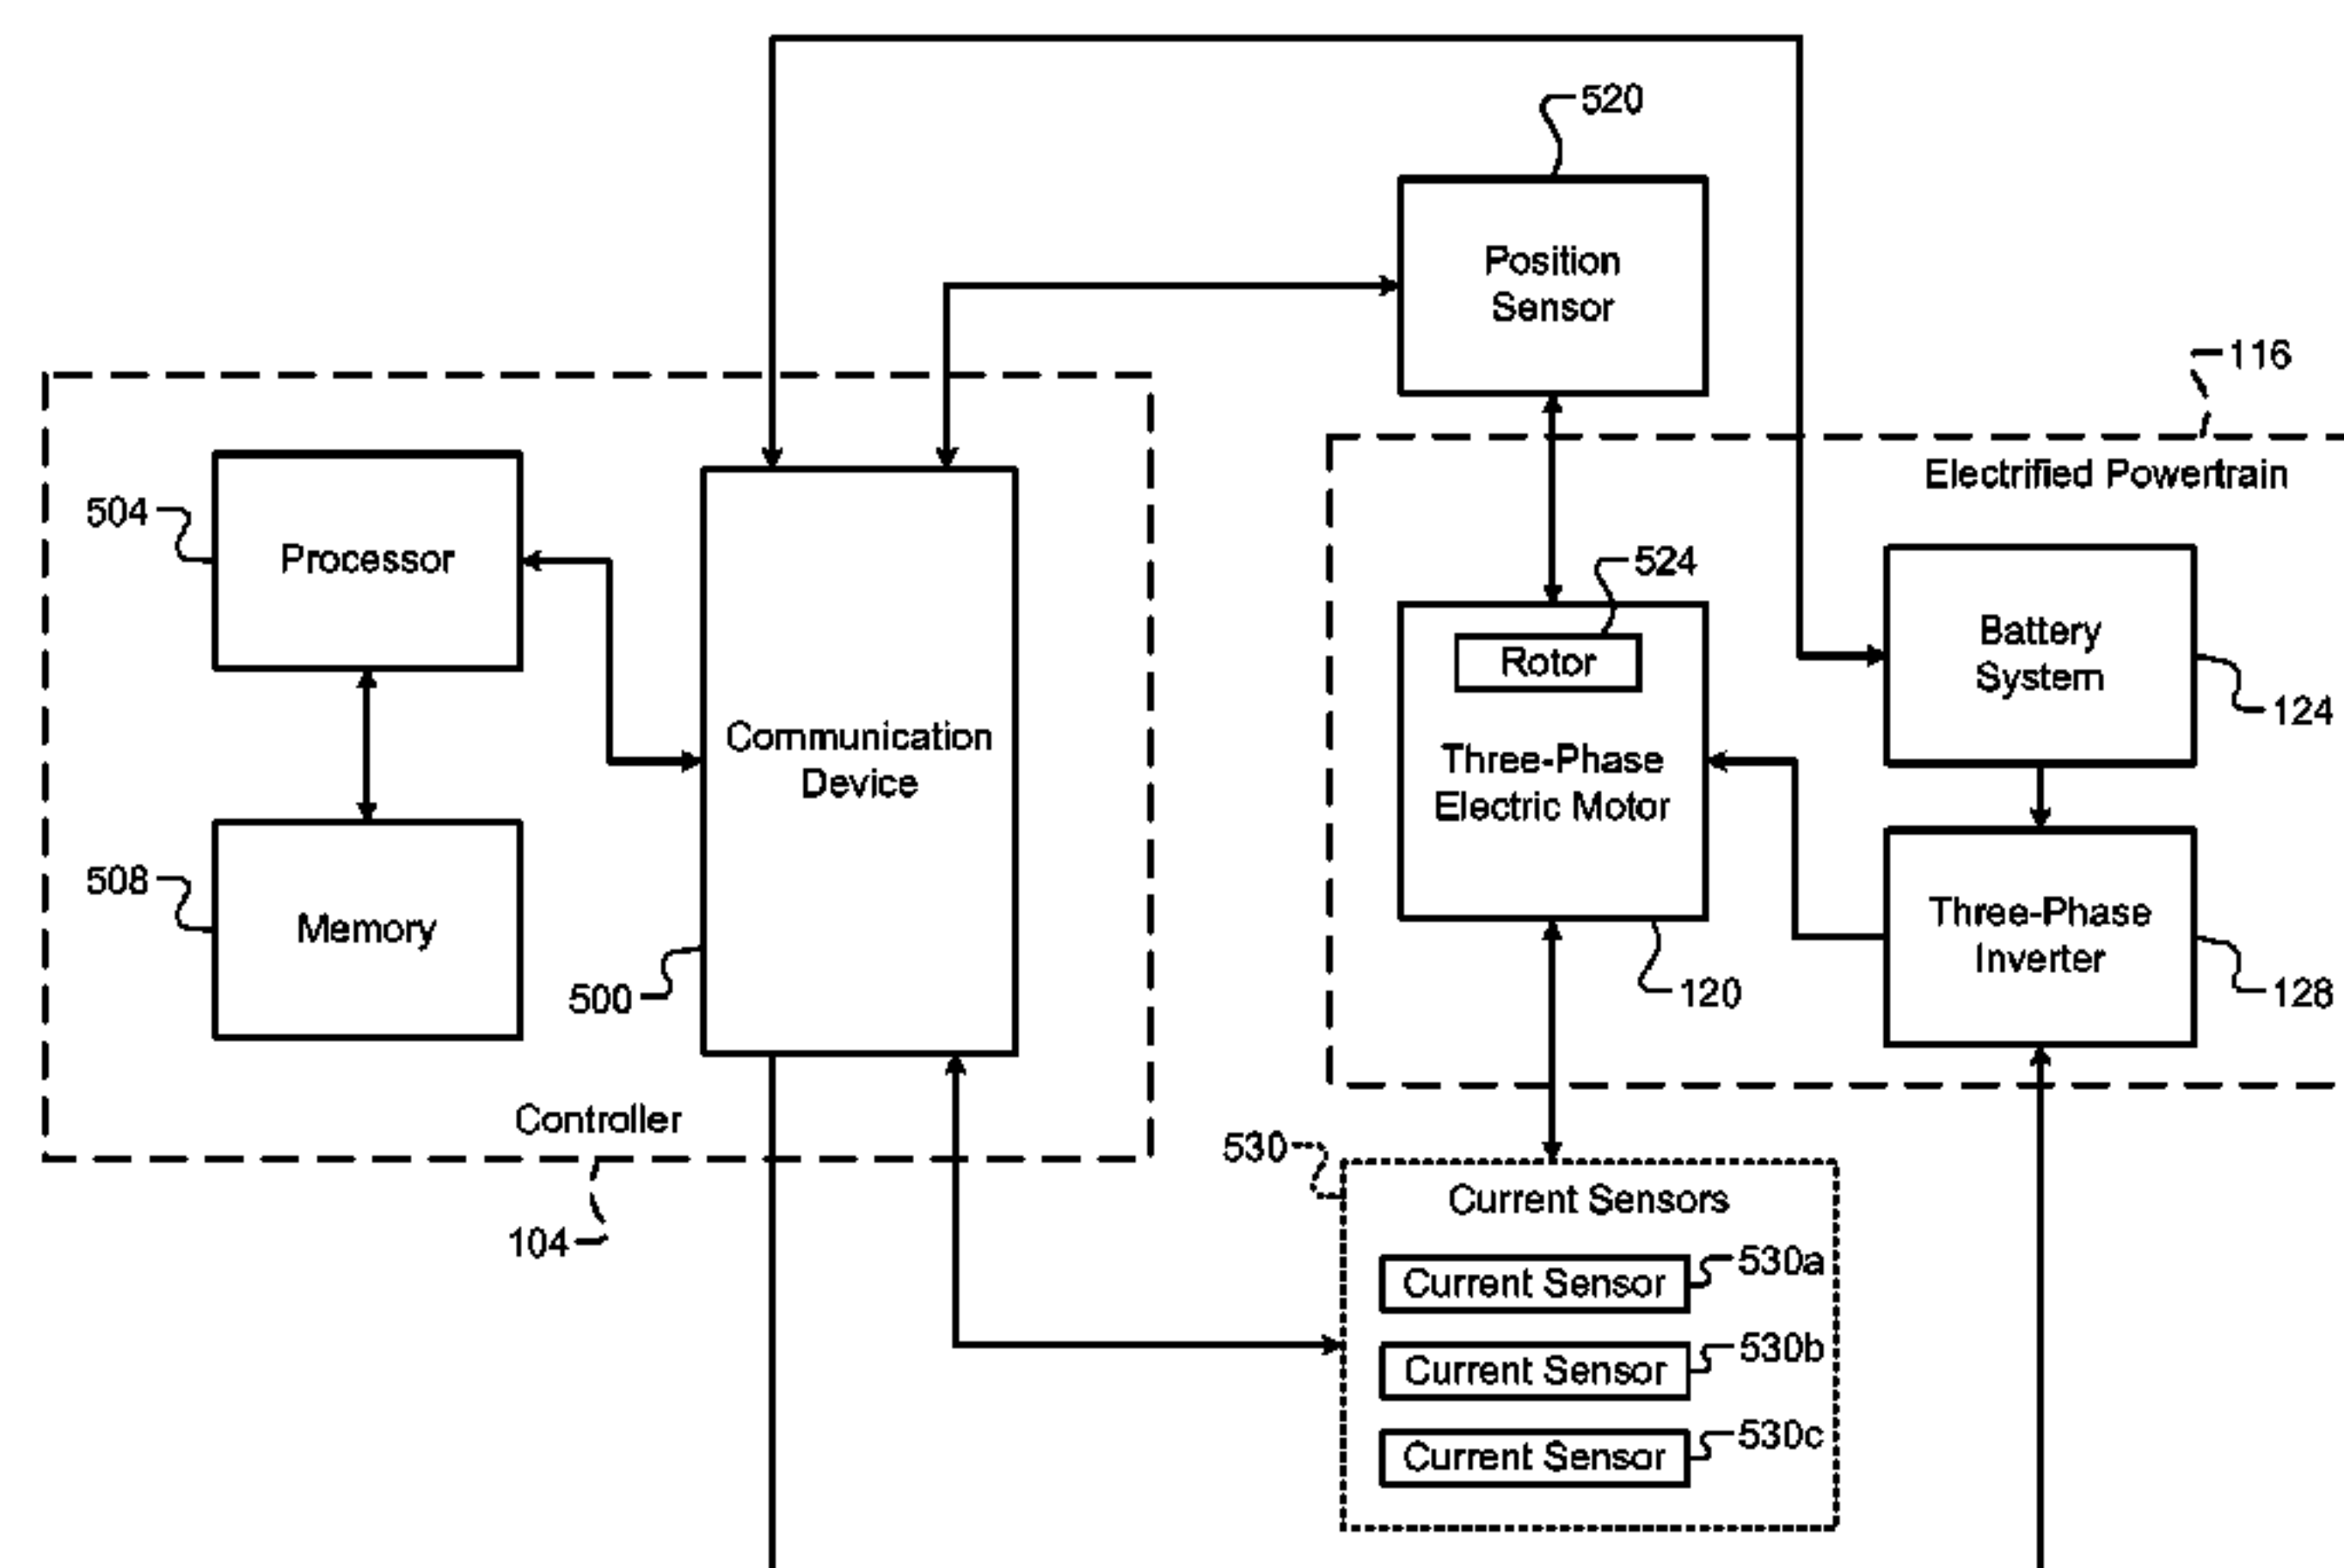 520
Position
Sensor
116
Electrified Powertrain
504
Processor
524
Rotor
Battery
System
124
Communication
Device
Three-Phase
Electric Motor
508
Memory
500
120
Three-Phase
Inverter
128
Controller
104
530
Current Sensors
Current Sensor
530a
Current Sensor
530b
Current Sensor
530c